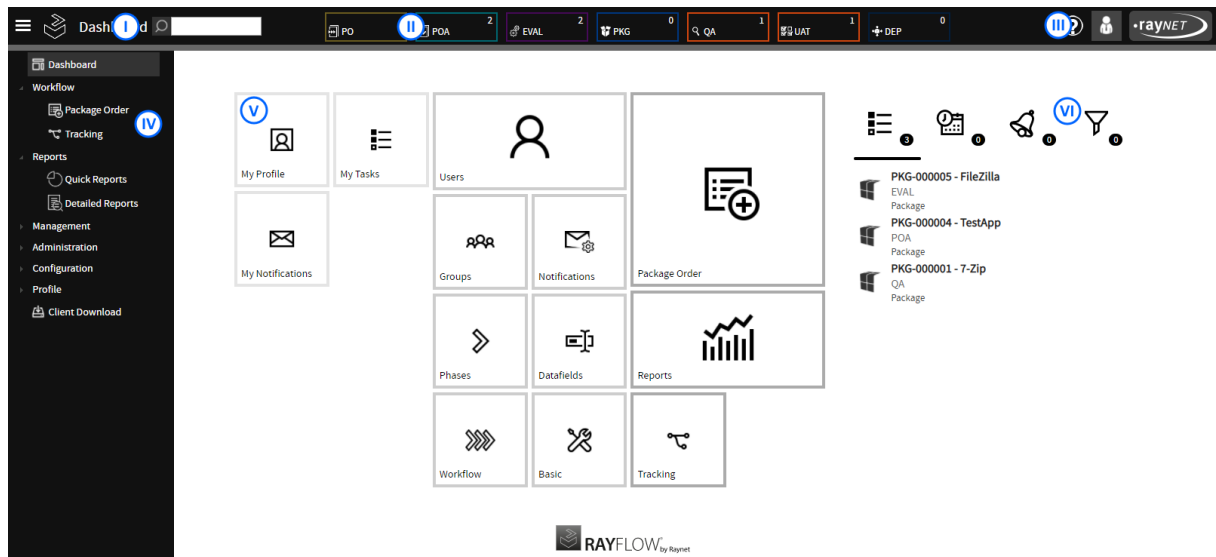 Dash I d
PO
II
POA 2
EVAL 2
PKG 0
QA 1
UAT 1
DEP 0
III
?
•rayNET
Dashboard
Workflow
Package Order
Tracking
IV
Reports
Quick Reports
Detailed Reports
Management
Administration
Configuration
Profile
Client Download
V
My Profile
My Tasks
Users
My Notifications
Groups
Notifications
Package Order
Phases
Datafields
Reports
Workflow
Basic
Tracking
VI
3
0
0
0
PKG-000005 - FileZilla
EVAL
Package
PKG-000004 - TestApp
POA
Package
PKG-000001 - 7-Zip
QA
Package
RAYFLOW by Raynet